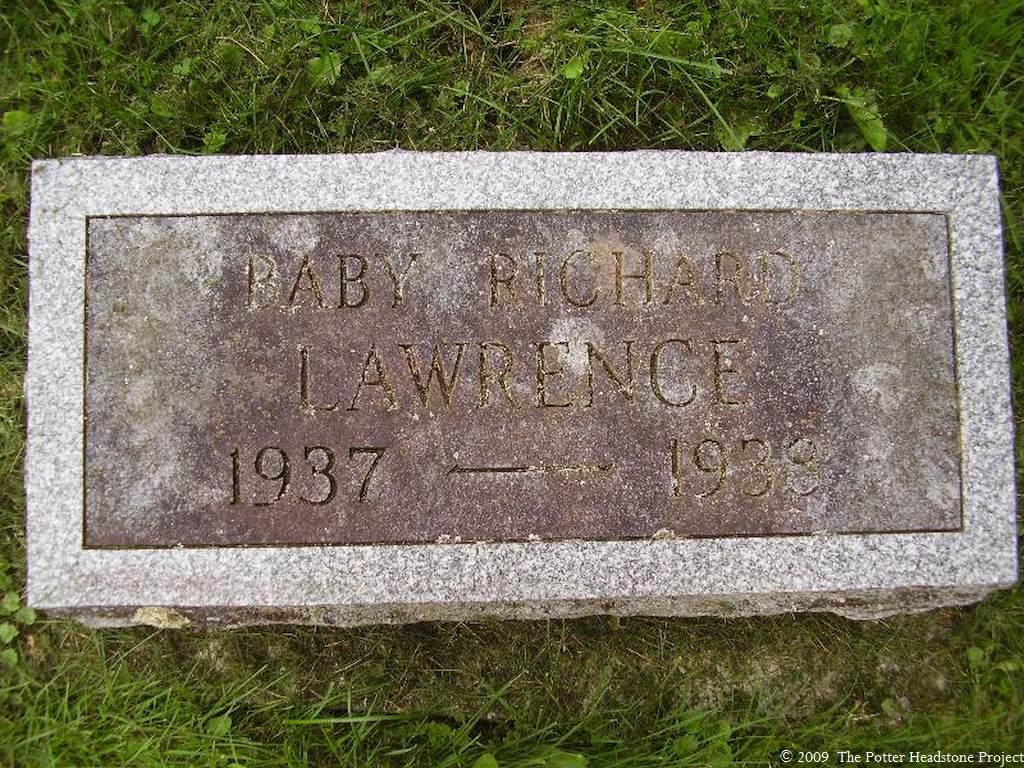 BABY RICHARD
LAWRENCE
1937 — 1938
© 2009 The Potter Headstone Project